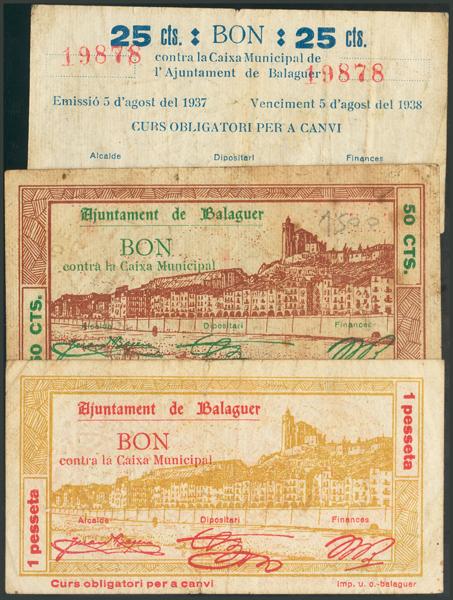 25 cts. : BON : 25 cts.
19878 contra la Caixa Municipal de
l'Ajuntament de Balaguer 19878
Emissió 5 d'agost del 1937 Venciment 5 d'agost del 1938
CURS OBLIGATORI PER A CANVI
Alcalde Dipositari Finances
Ajuntament de Balaguer
1500
BON
contra la Caixa Municipal
50 CTS.
50 CTS.
Alcalde Dipositari Finances
Ajuntament de Balaguer
BON
contra la Caixa Municipal
1 pesseta
1 pesseta
Alcalde Dipositari Finances
Curs obligatori per a canvi imp. u. c.-balaguer